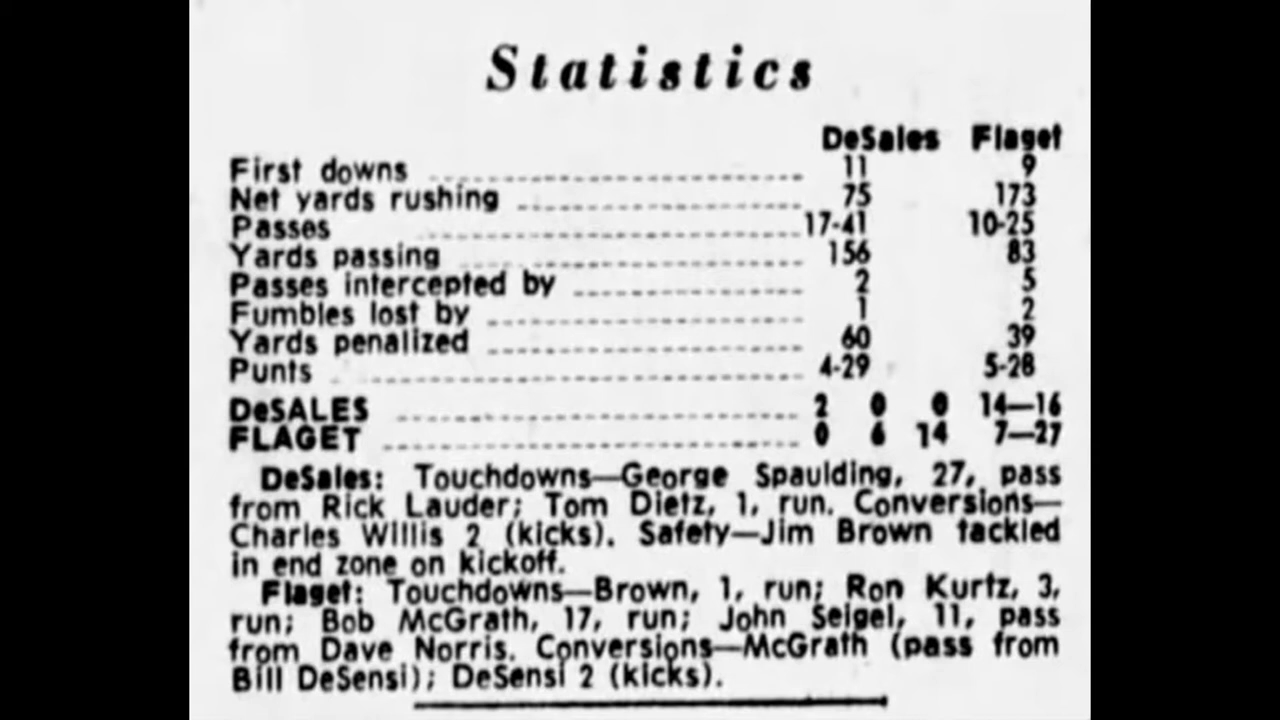 Statistics
DeSales Flaget
First downs 11 9
Net yards rushing 75 173
Passes 17-41 10-25
Yards passing 156 83
Passes intercepted by 2 5
Fumbles lost by 1 2
Yards penalized 60 39
Punts 4-29 5-28
DeSALES 2 0 0 14—16
FLAGET 0 6 14 7—27
DeSales: Touchdowns—George Spaulding, 27, pass
from Rick Lauder; Tom Dietz, 1, run. Conversions—
Charles Willis 2 (kicks). Safety—Jim Brown tackled
in end zone on kickoff.
Flaget: Touchdowns—Brown, 1, run; Ron Kurtz, 3,
run; Bob McGrath, 17, run; John Seigel, 11, pass
from Dave Norris. Conversions—McGrath (pass from
Bill DeSensi); DeSensi 2 (kicks).